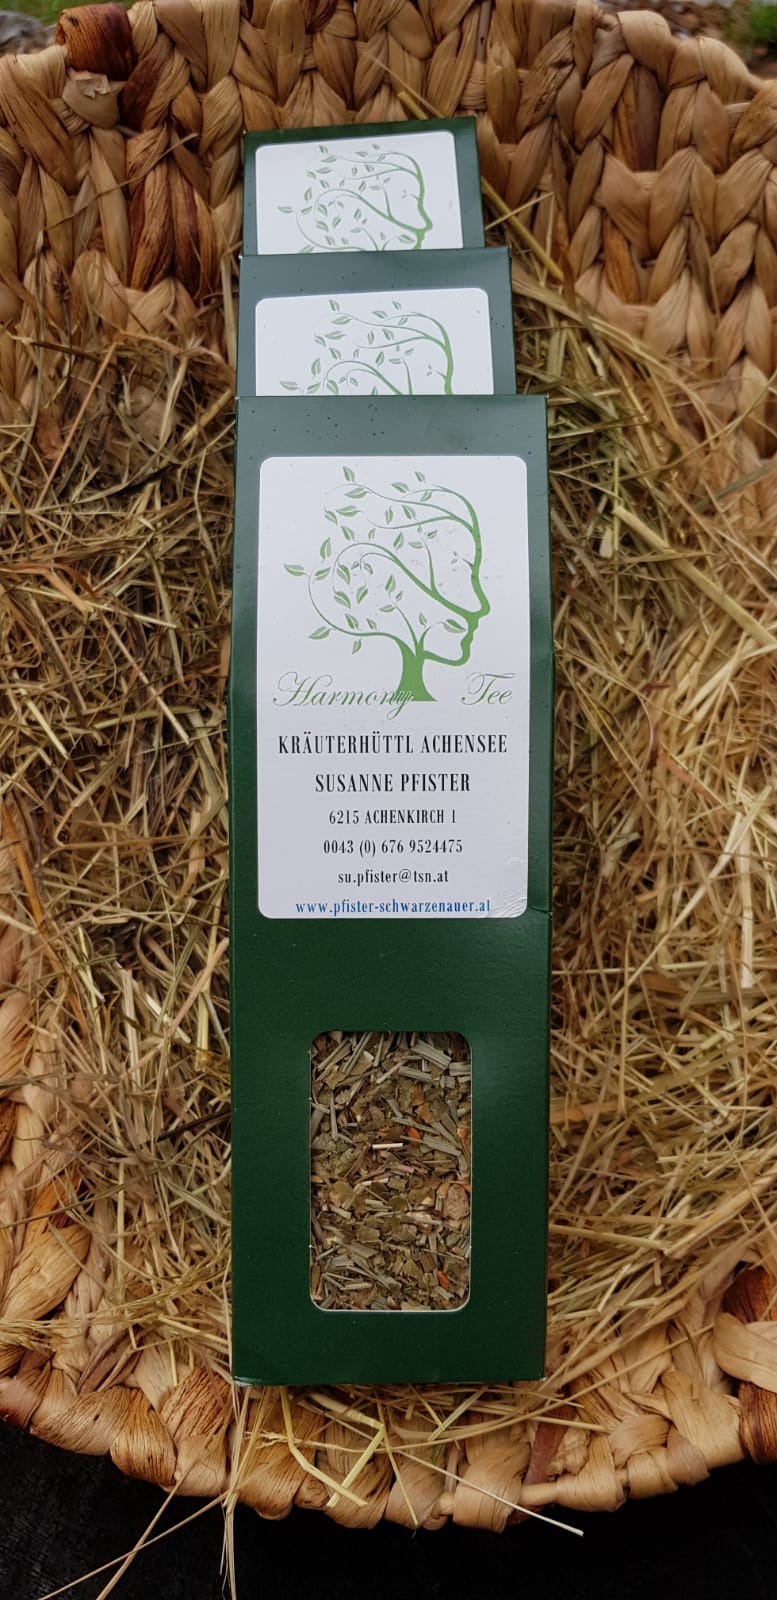 Harmony Tee
KRÄUTERHÜTTL ACHENSEE
SUSANNE PFISTER
6215 ACHENKIRCH 1
0043 (0) 676 9524475
su.pfister@tsn.at
www.pfister-schwarzenauer.at